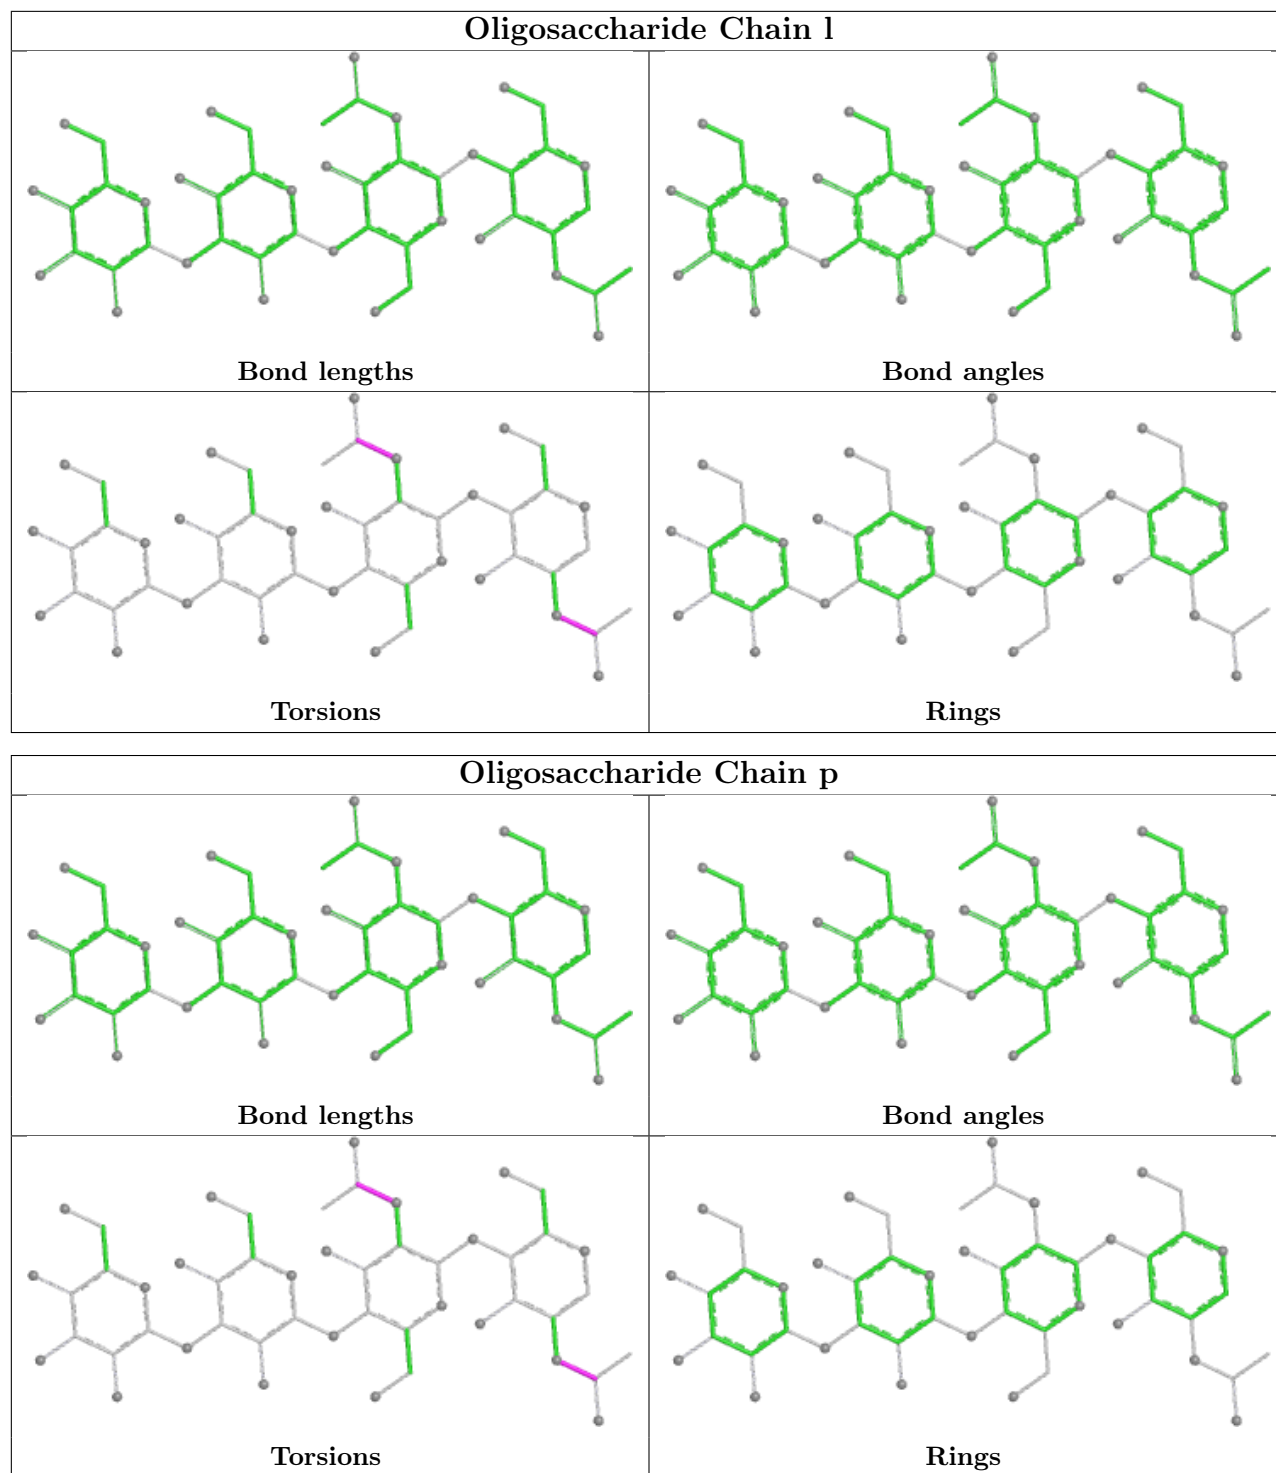 Oligosaccharide Chain l
Bond lengths
Bond angles
Torsions
Rings
Oligosaccharide Chain p
Bond lengths
Bond angles
Torsions
Rings